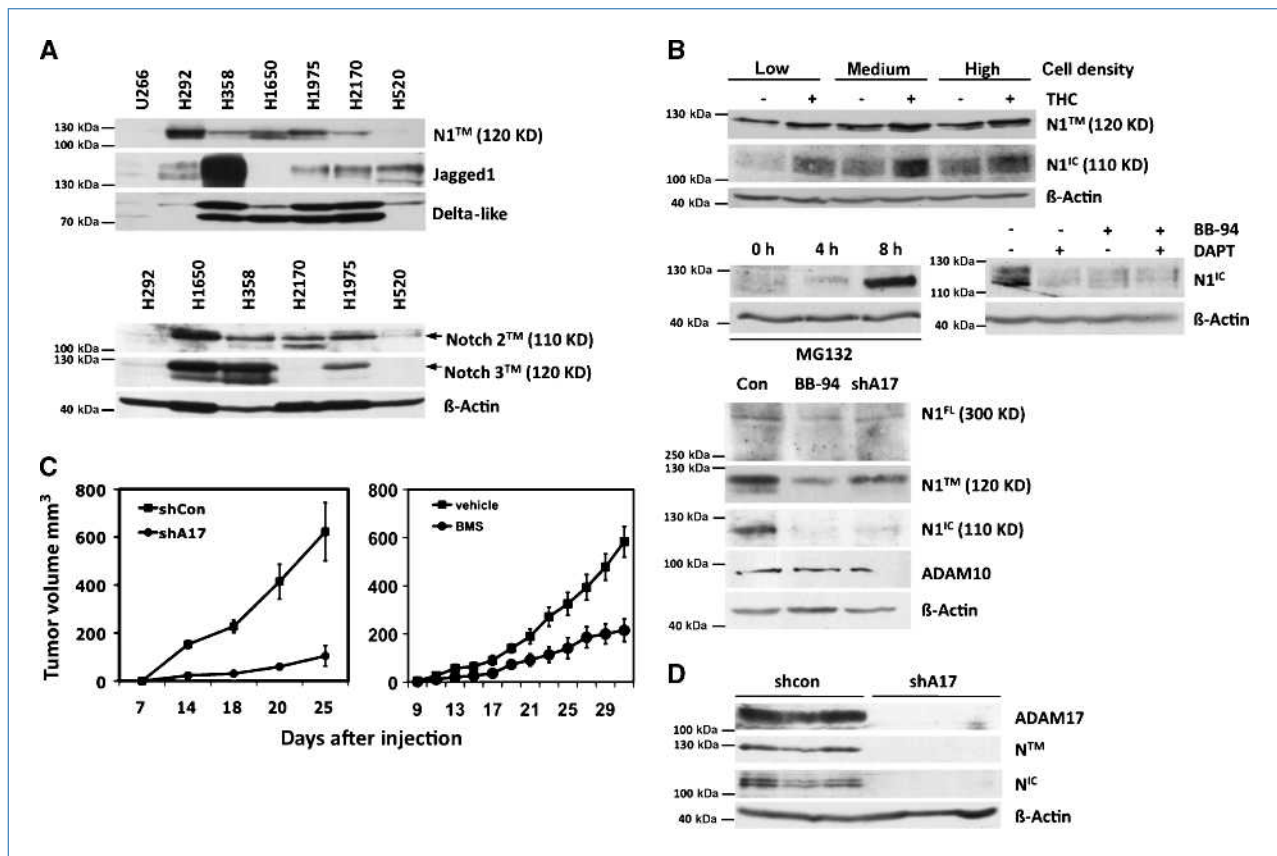 A
U266 H292 H358 H1650 H1975 H2170 H520
130 kDa
100 kDa
N1TM (120 KD)
130 kDa
Jagged1
70 kDa
Delta-like
H292 H1650 H358 H2170 H1975 H520
100 kDa
Notch 2TM (110 KD)
130 kDa
Notch 3TM (120 KD)
40 kDa
ß-Actin
B
Low Medium High Cell density
- + - + - + THC
130 kDa
N1TM (120 KD)
100 kDa
N1IC (110 KD)
40 kDa
ß-Actin
0 h 4 h 8 h
130 kDa
40 kDa
MG132
- - + + BB-94
- + - + DAPT
130 kDa
110 kDa
N1IC
40 kDa
ß-Actin
Con BB-94 shA17
250 kDa
N1FL (300 KD)
130 kDa
N1TM (120 KD)
130 kDa
N1IC (110 KD)
100 kDa
ADAM10
40 kDa
ß-Actin
C
Tumor volume mm3
800
600
400
200
0
shCon
shA17
7 14 18 20 25
800
600
400
200
0
vehicle
BMS
9 13 17 21 25 29
Days after injection
D
shcon shA17
100 kDa
ADAM17
130 kDa
NTM
100 kDa
NIC
40 kDa
ß-Actin